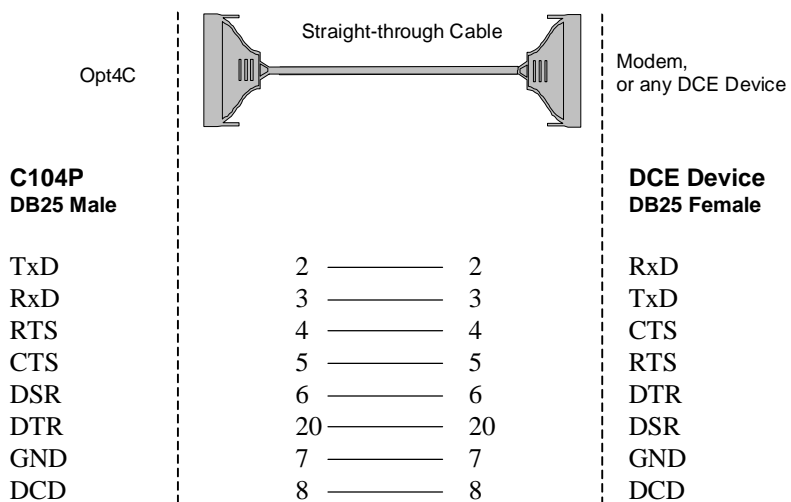 Straight-through Cable
Opt4C
Modem,
or any DCE Device
C104P DCE Device
DB25 Male DB25 Female
TxD 2 2 RxD
RxD 3 3 TxD
RTS 4 4 CTS
CTS 5 5 RTS
DSR 6 6 DTR
DTR 20 20 DSR
GND 7 7 GND
DCD 8 8 DCD